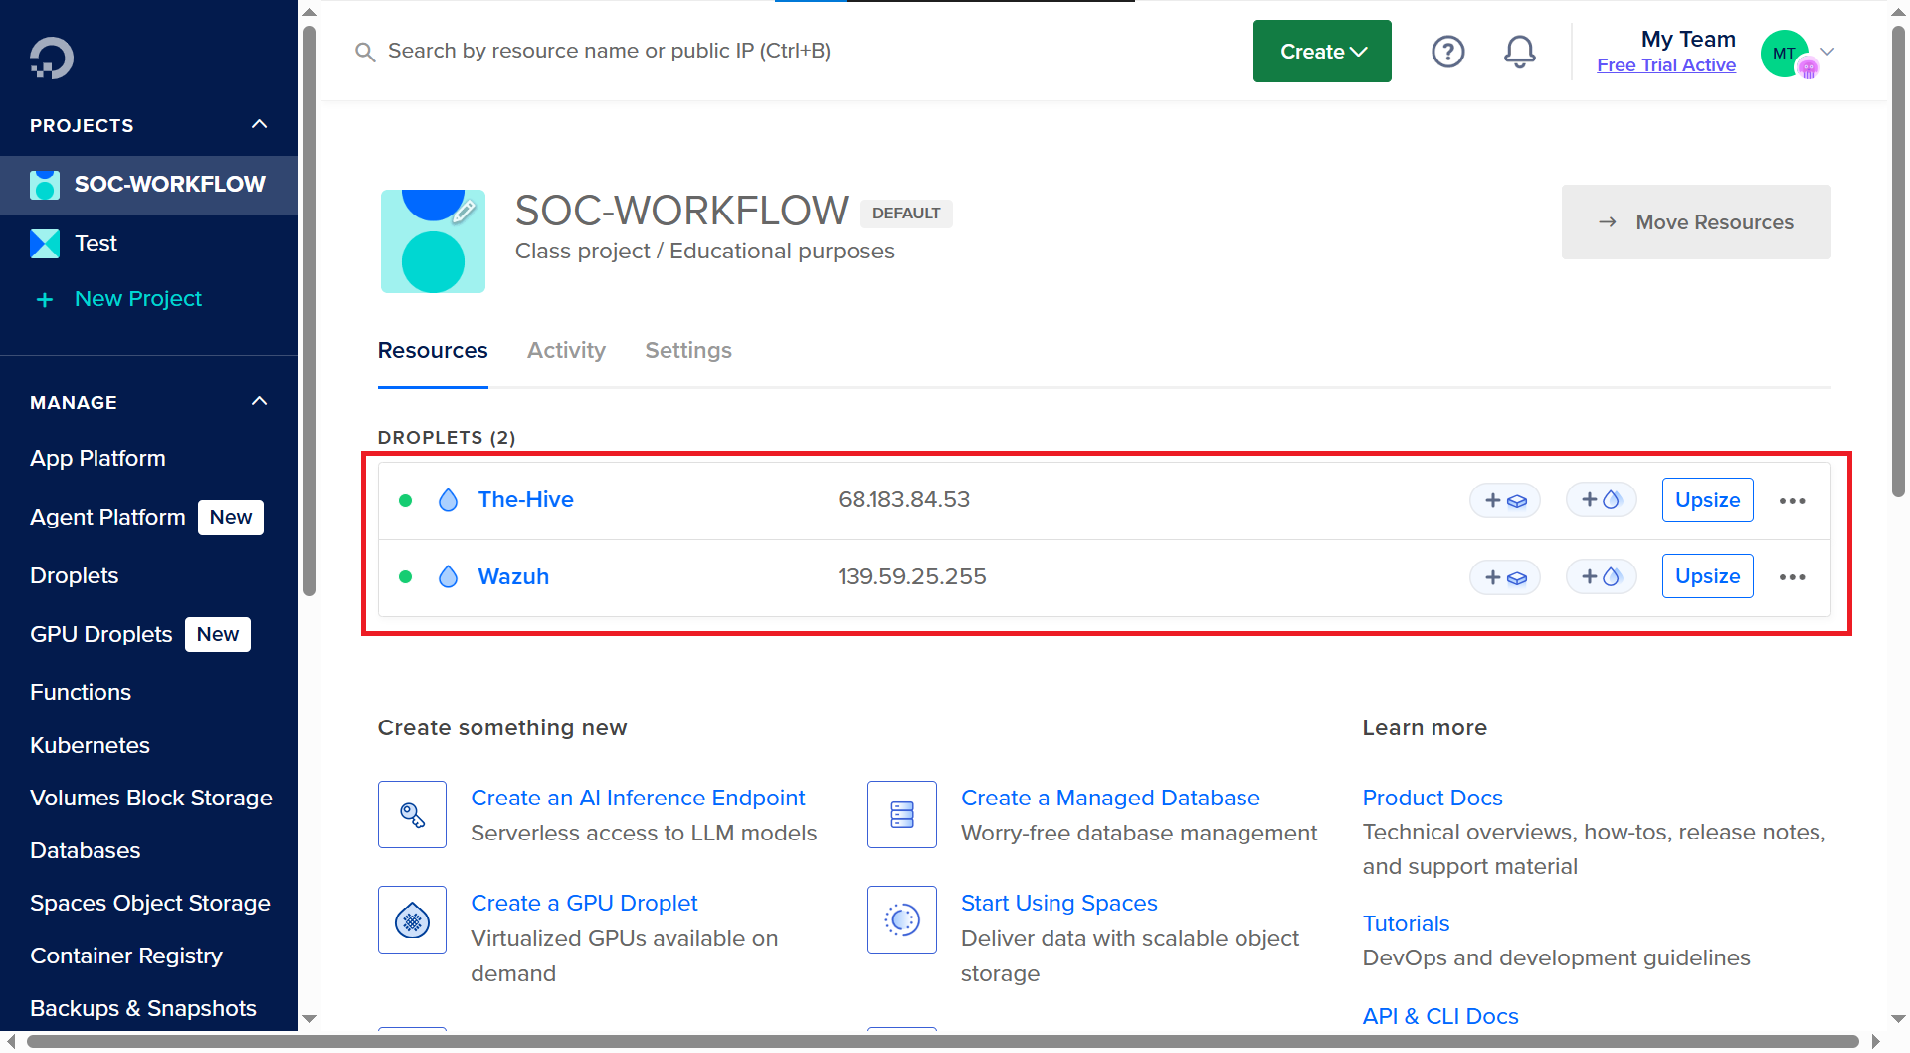 Search by resource name or public IP (Ctrl+B)
Create
My Team
Free Trial Active
MT
PROJECTS
SOC-WORKFLOW
Test
+ New Project
MANAGE
App Platform
Agent Platform New
Droplets
GPU Droplets New
Functions
Kubernetes
Volumes Block Storage
Databases
Spaces Object Storage
Container Registry
Backups & Snapshots
SOC-WORKFLOW DEFAULT
Class project / Educational purposes
→ Move Resources
Resources Activity Settings
DROPLETS (2)
The-Hive 68.183.84.53 + + Upsize •••
Wazuh 139.59.25.255 + + Upsize •••
Create something new
Create an AI Inference Endpoint
Serverless access to LLM models
Create a Managed Database
Worry-free database management
Create a GPU Droplet
Virtualized GPUs available on
demand
Start Using Spaces
Deliver data with scalable object
storage
Learn more
Product Docs
Technical overviews, how-tos, release notes,
and support material
Tutorials
DevOps and development guidelines
API & CLI Docs